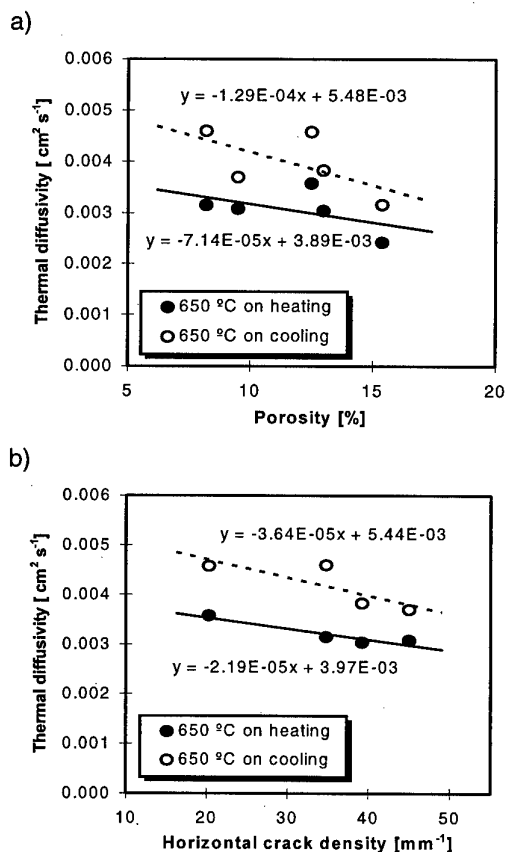 a)
0.006
0.005
0.004
0.003
0.002
0.001
0.000
Thermal diffusivity [ cm² s⁻¹]
y = -1.29E-04x + 5.48E-03
y = -7.14E-05x + 3.89E-03
650 ºC on heating
650 ºC on cooling
5 10 15 20
Porosity [%]
b)
0.006
0.005
0.004
0.003
0.002
0.001
0.000
Thermal diffusivity [ cm² s⁻¹]
y = -3.64E-05x + 5.44E-03
y = -2.19E-05x + 3.97E-03
650 ºC on heating
650 ºC on cooling
10 20 30 40 50
Horizontal crack density [mm⁻¹]